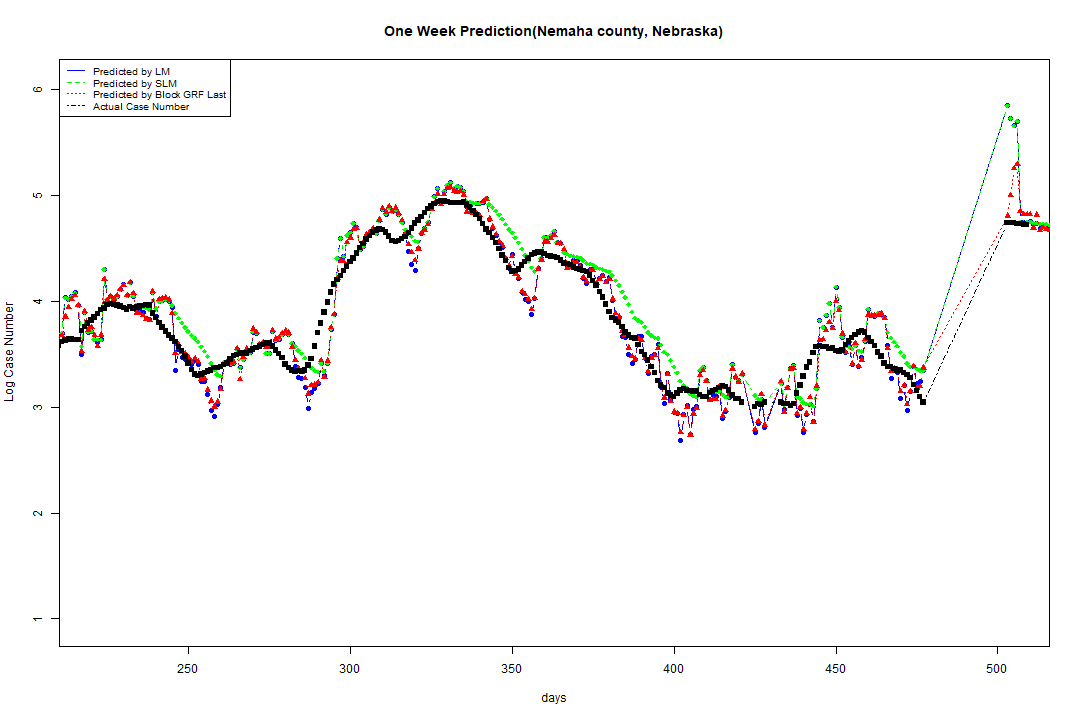 One Week Prediction(Nemaha county, Nebraska)
Predicted by LM
Predicted by SLM
Predicted by Block GRF Last
Actual Case Number
6
5
4
3
2
1
Log Case Number
250 300 350 400 450 500
days